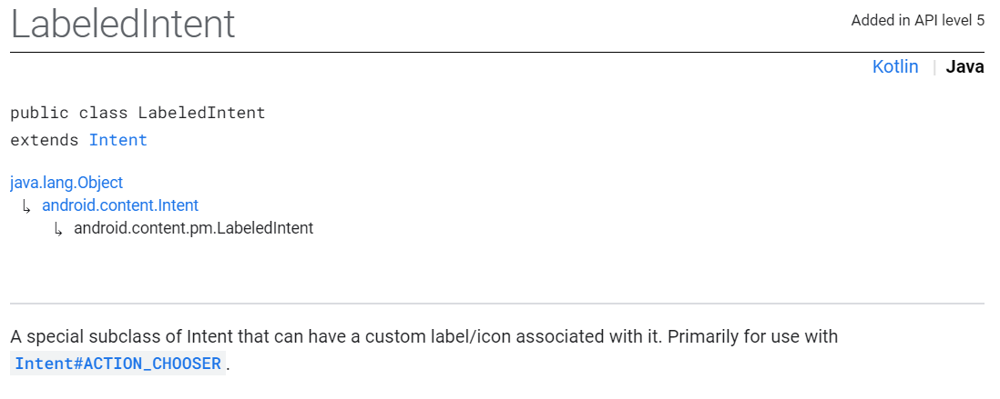 LabeledIntent
Added in API level 5
Kotlin | Java
public class LabeledIntent
extends Intent
java.lang.Object
↳ android.content.Intent
↳ android.content.pm.LabeledIntent
A special subclass of Intent that can have a custom label/icon associated with it. Primarily for use with
Intent#ACTION_CHOOSER.